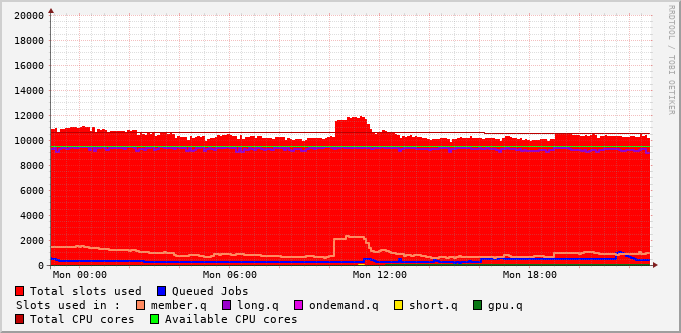 RRDTOOL / TOBI OETIKER
20000
18000
16000
14000
12000
10000
8000
6000
4000
2000
0
Mon 00:00 Mon 06:00 Mon 12:00 Mon 18:00
Total slots used Queued Jobs
Slots used in : member.q long.q ondemand.q short.q gpu.q
Total CPU cores Available CPU cores